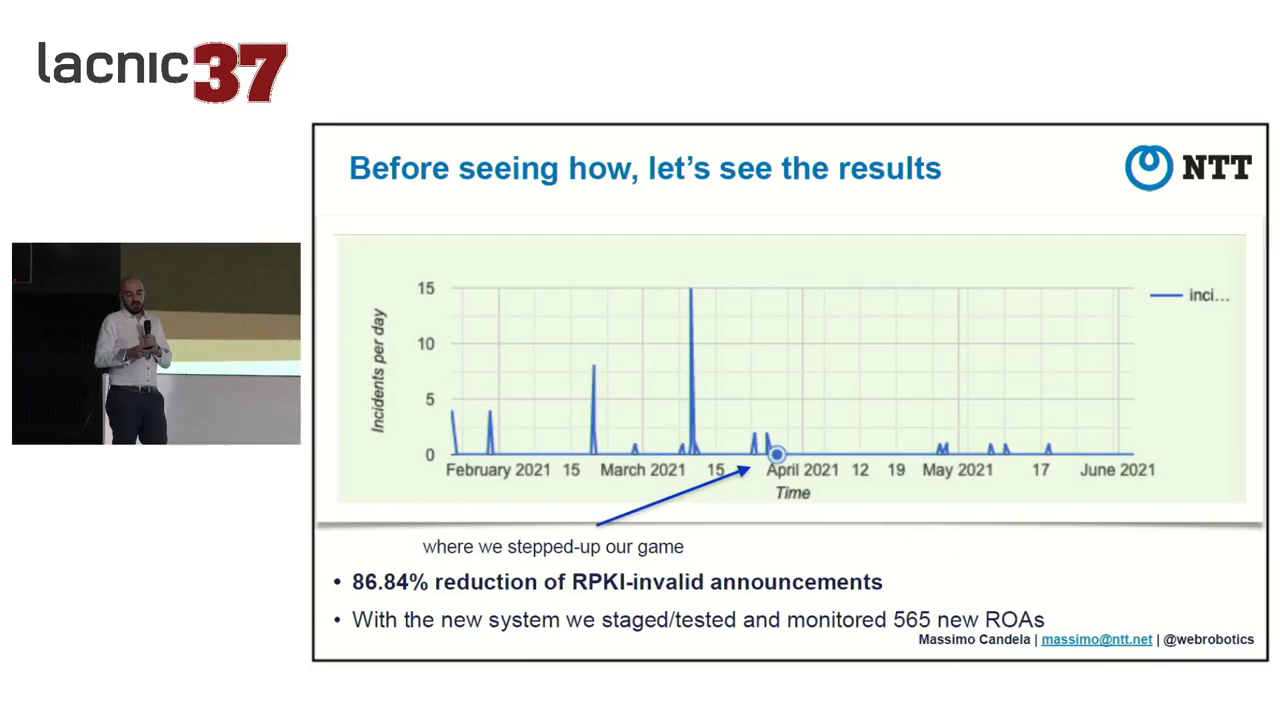 lacnic37
Before seeing how, let's see the results
NTT
15
10
5
0
Incidents per day
inci...
February 2021 15 March 2021 15 April 2021 12 19 May 2021 17 June 2021
Time
where we stepped-up our game
• 86.84% reduction of RPKI-invalid announcements
• With the new system we staged/tested and monitored 565 new ROAs
Massimo Candela | massimo@ntt.net | @webrobotics